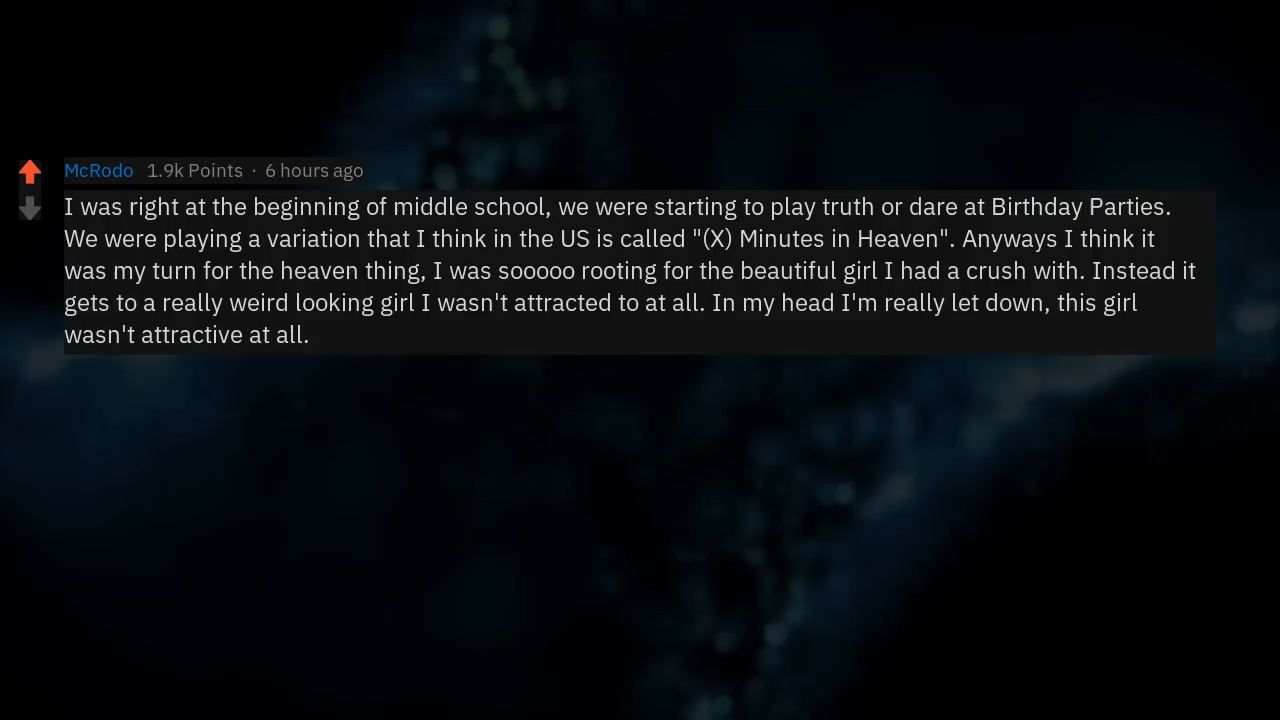 McRodo 1.9k Points · 6 hours ago
I was right at the beginning of middle school, we were starting to play truth or dare at Birthday Parties.
We were playing a variation that I think in the US is called "(X) Minutes in Heaven". Anyways I think it
was my turn for the heaven thing, I was sooooo rooting for the beautiful girl I had a crush with. Instead it
gets to a really weird looking girl I wasn't attracted to at all. In my head I'm really let down, this girl
wasn't attractive at all.